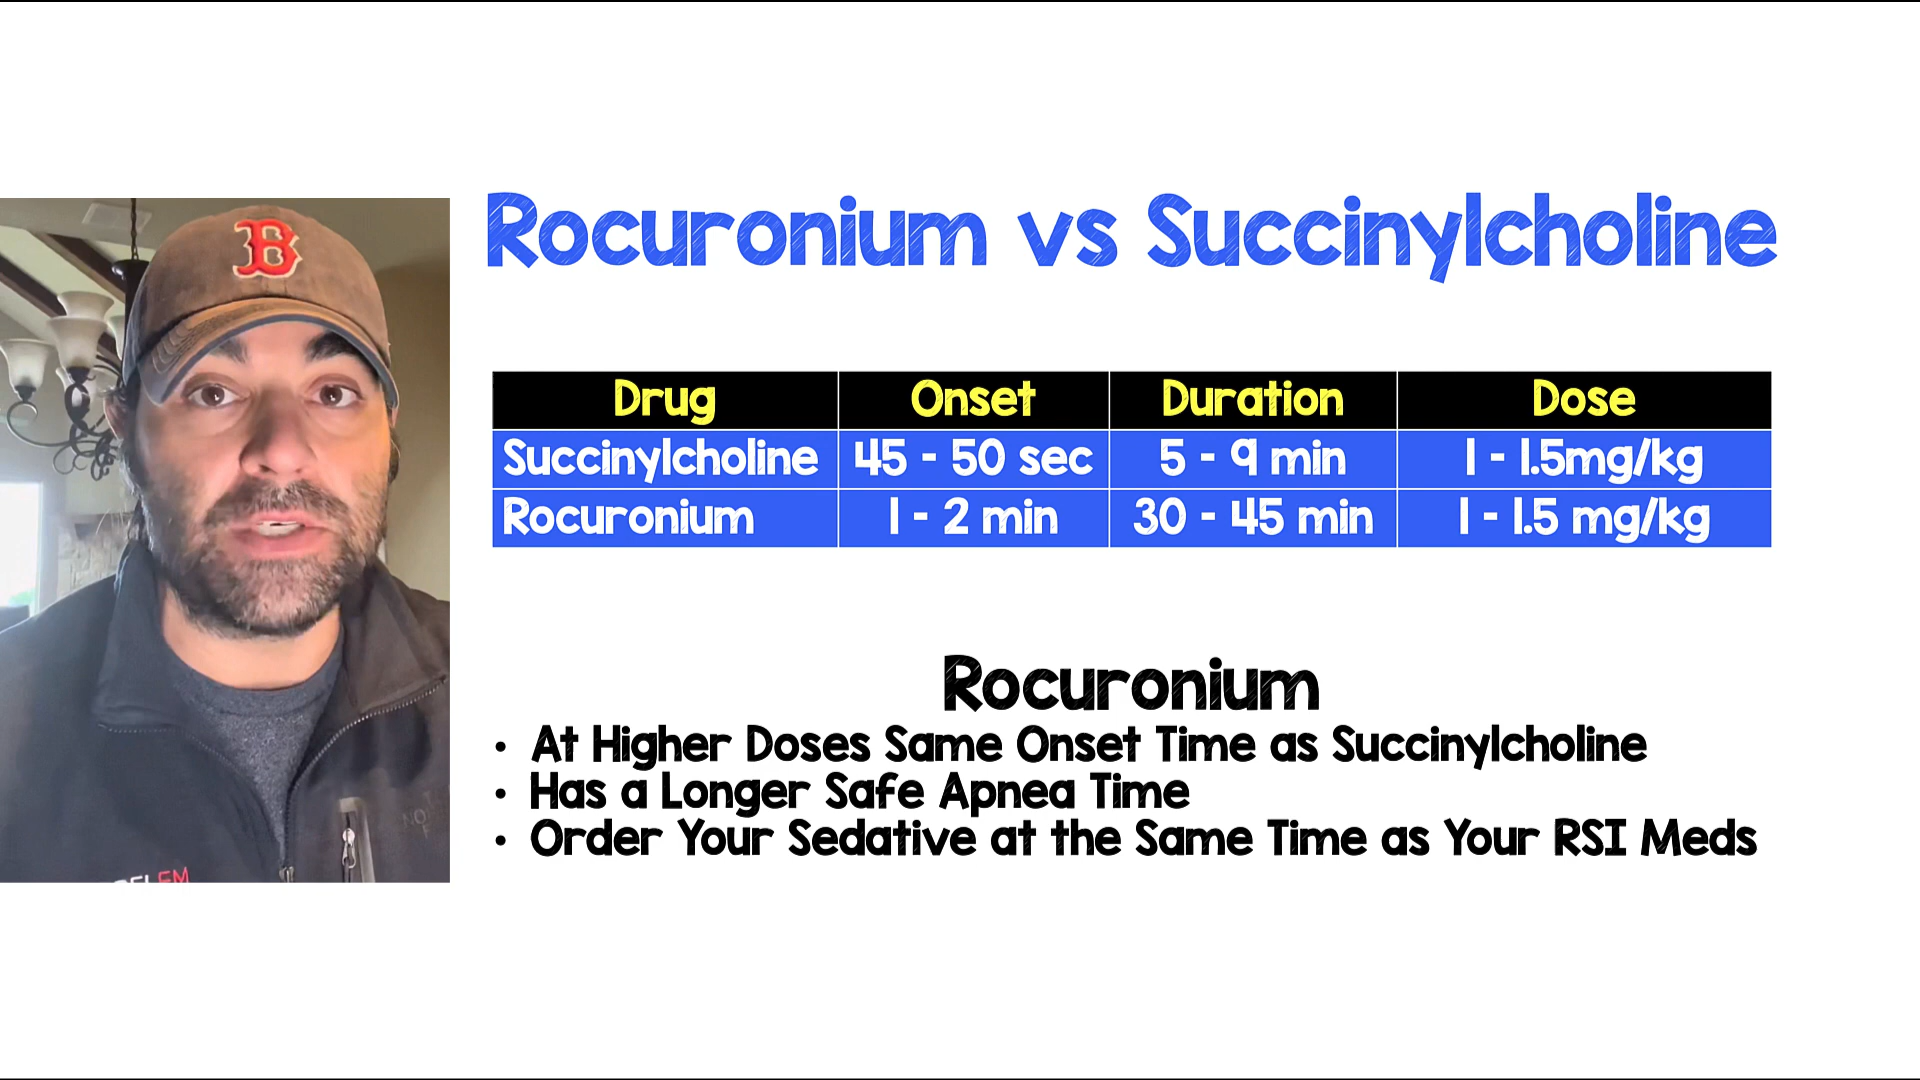 B
Rocuronium vs Succinylcholine
Drug Onset Duration Dose
Succinylcholine 45 - 50 sec 5 - 9 min 1 - 1.5mg/kg
Rocuronium 1 - 2 min 30 - 45 min 1 - 1.5 mg/kg
Rocuronium
• At Higher Doses Same Onset Time as Succinylcholine
• Has a Longer Safe Apnea Time
• Order Your Sedative at the Same Time as Your RSI Meds